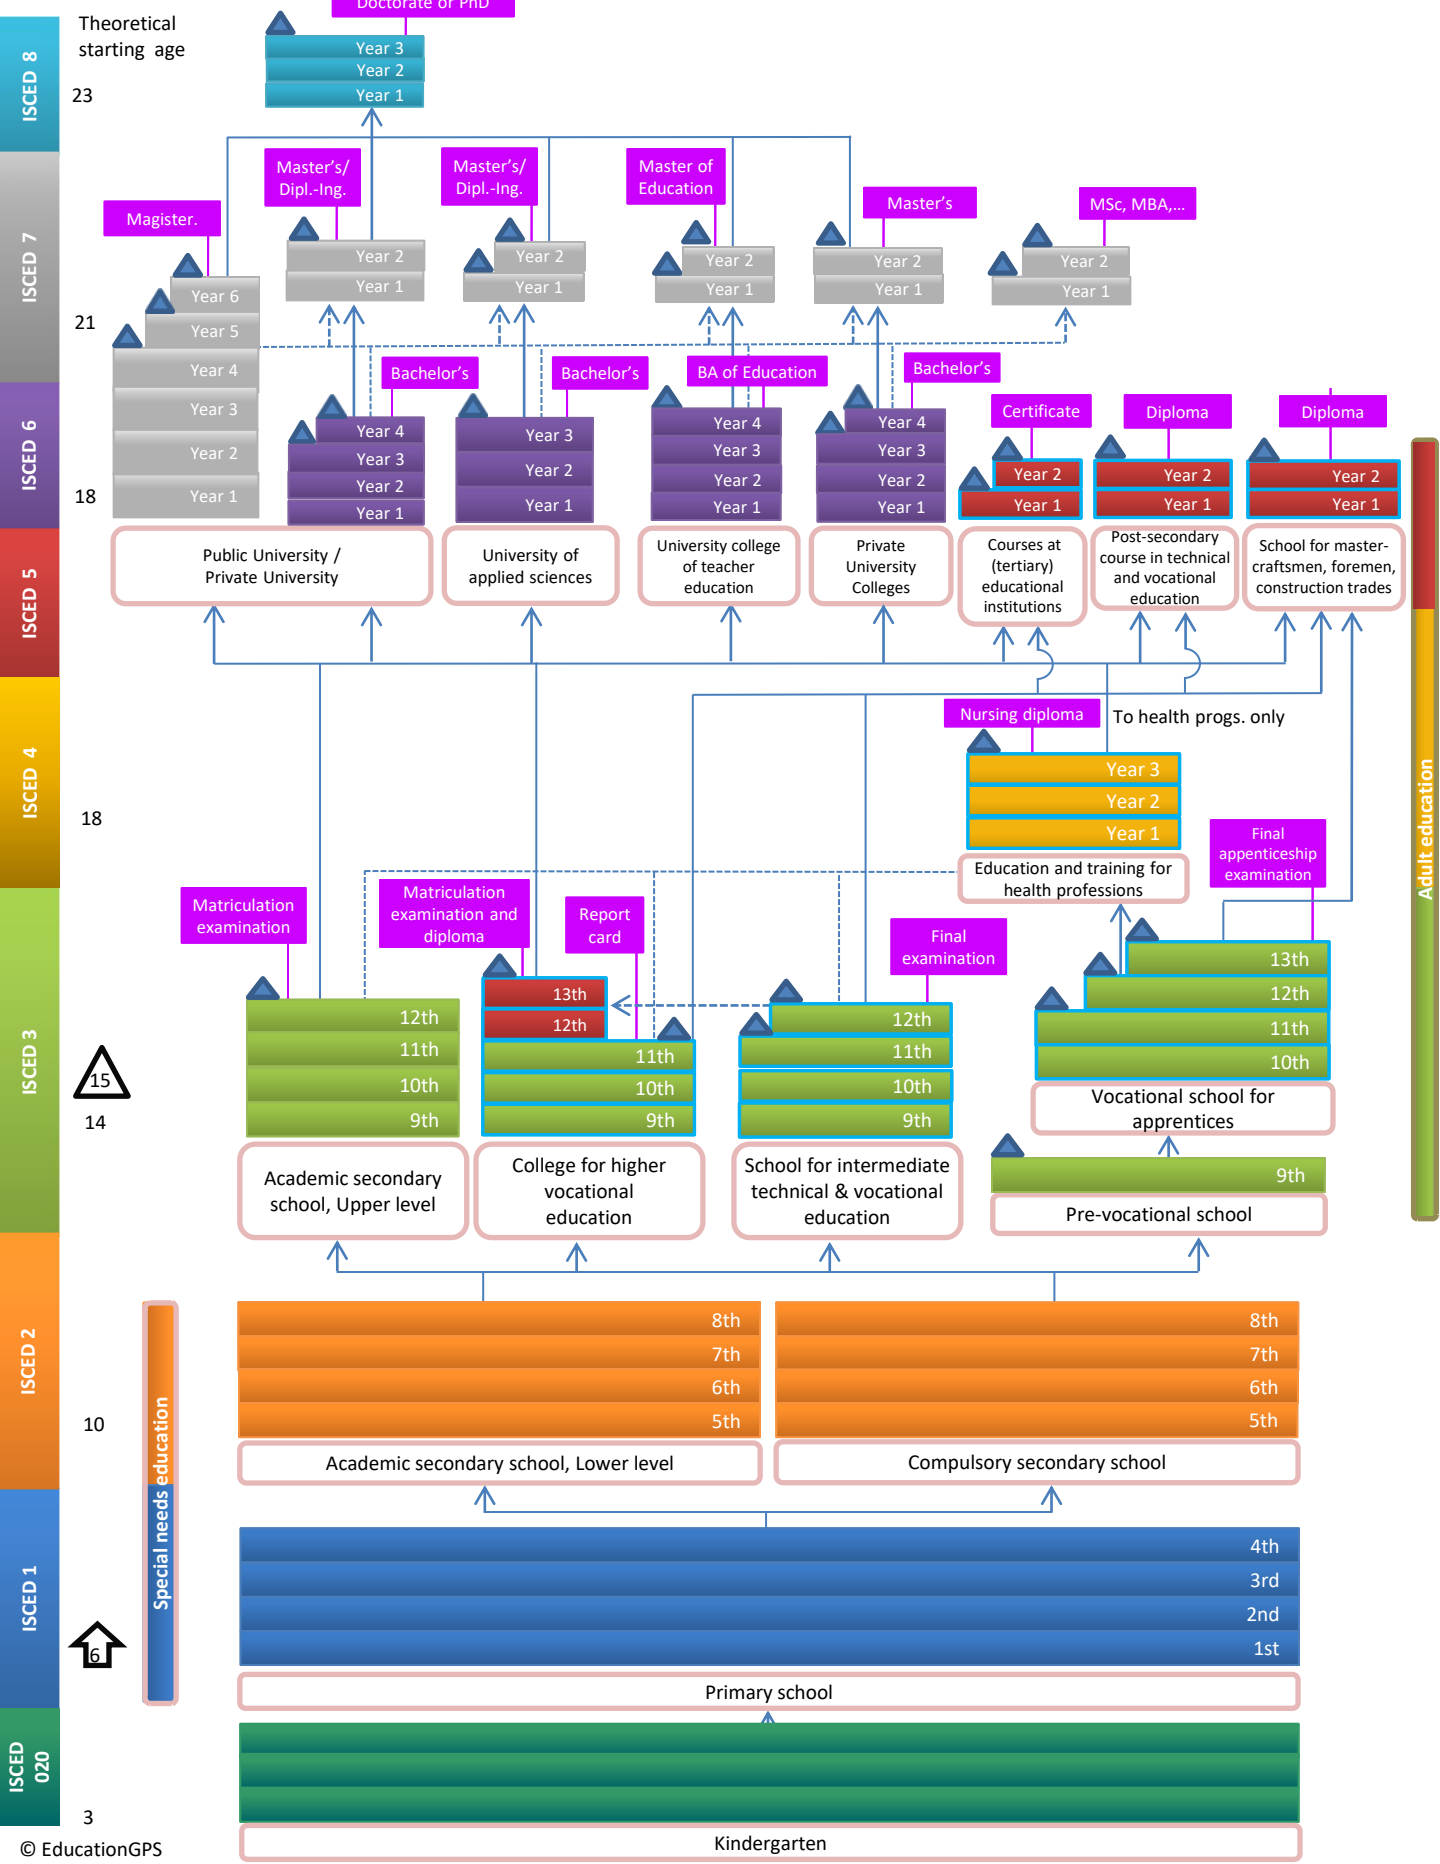 Doctorate or PhD
Theoretical
starting  age
ISCED 8
Year 3
Year 2
Year 1
23
Master's/
Dipl.-Ing.
Master's/
Dipl.-Ing.
Master of
Education
Master's
MSc, MBA,...
Magister.
ISCED 7
Year 2
Year 1
Year 2
Year 1
Year 2
Year 1
Year 2
Year 1
Year 2
Year 1
21
Year 6
Year 5
Year 4
Year 3
Year 2
Year 1
Bachelor's
Bachelor's
BA of Education
Bachelor's
Certificate
Diploma
Diploma
ISCED 6
18
Year 4
Year 3
Year 2
Year 1
Year 3
Year 2
Year 1
Year 4
Year 3
Year 2
Year 1
Year 4
Year 3
Year 2
Year 1
Year 2
Year 1
Year 2
Year 1
Year 2
Year 1
ISCED 5
Public University /
Private University
University of
applied sciences
University college
of teacher
education
Private
University
Colleges
Courses at
(tertiary)
educational
institutions
Post-secondary
course in technical
and vocational
education
School for master-
craftsmen, foremen,
construction trades
Nursing diploma
To health progs. only
ISCED 4
18
Year 3
Year 2
Year 1
Education and training for
health professions
Final
apprenticeship
examination
Adult education
Matriculation
examination
Matriculation
examination and
diploma
Report
card
Final
examination
ISCED 3
15
14
12th
11th
10th
9th
13th
12th
11th
10th
9th
12th
11th
10th
9th
13th
12th
11th
10th
Vocational school for
apprentices
9th
Pre-vocational school
Academic secondary
school, Upper level
College for higher
vocational
education
School for intermediate
technical & vocational
education
ISCED 2
10
8th
7th
6th
5th
8th
7th
6th
5th
Academic secondary school, Lower level
Compulsory secondary school
Special needs education
ISCED 1
6
4th
3rd
2nd
1st
Primary school
ISCED
020
3
Kindergarten
© EducationGPS